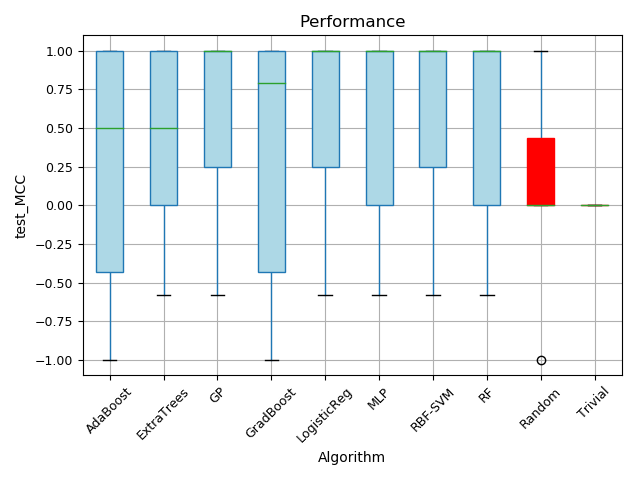 Performance
1.00
0.75
0.50
0.25
0.00
−0.25
−0.50
−0.75
−1.00
test_MCC
AdaBoost
ExtraTrees
GP
GradBoost
LogisticReg
MLP
RBF-SVM
RF
Random
Trivial
Algorithm